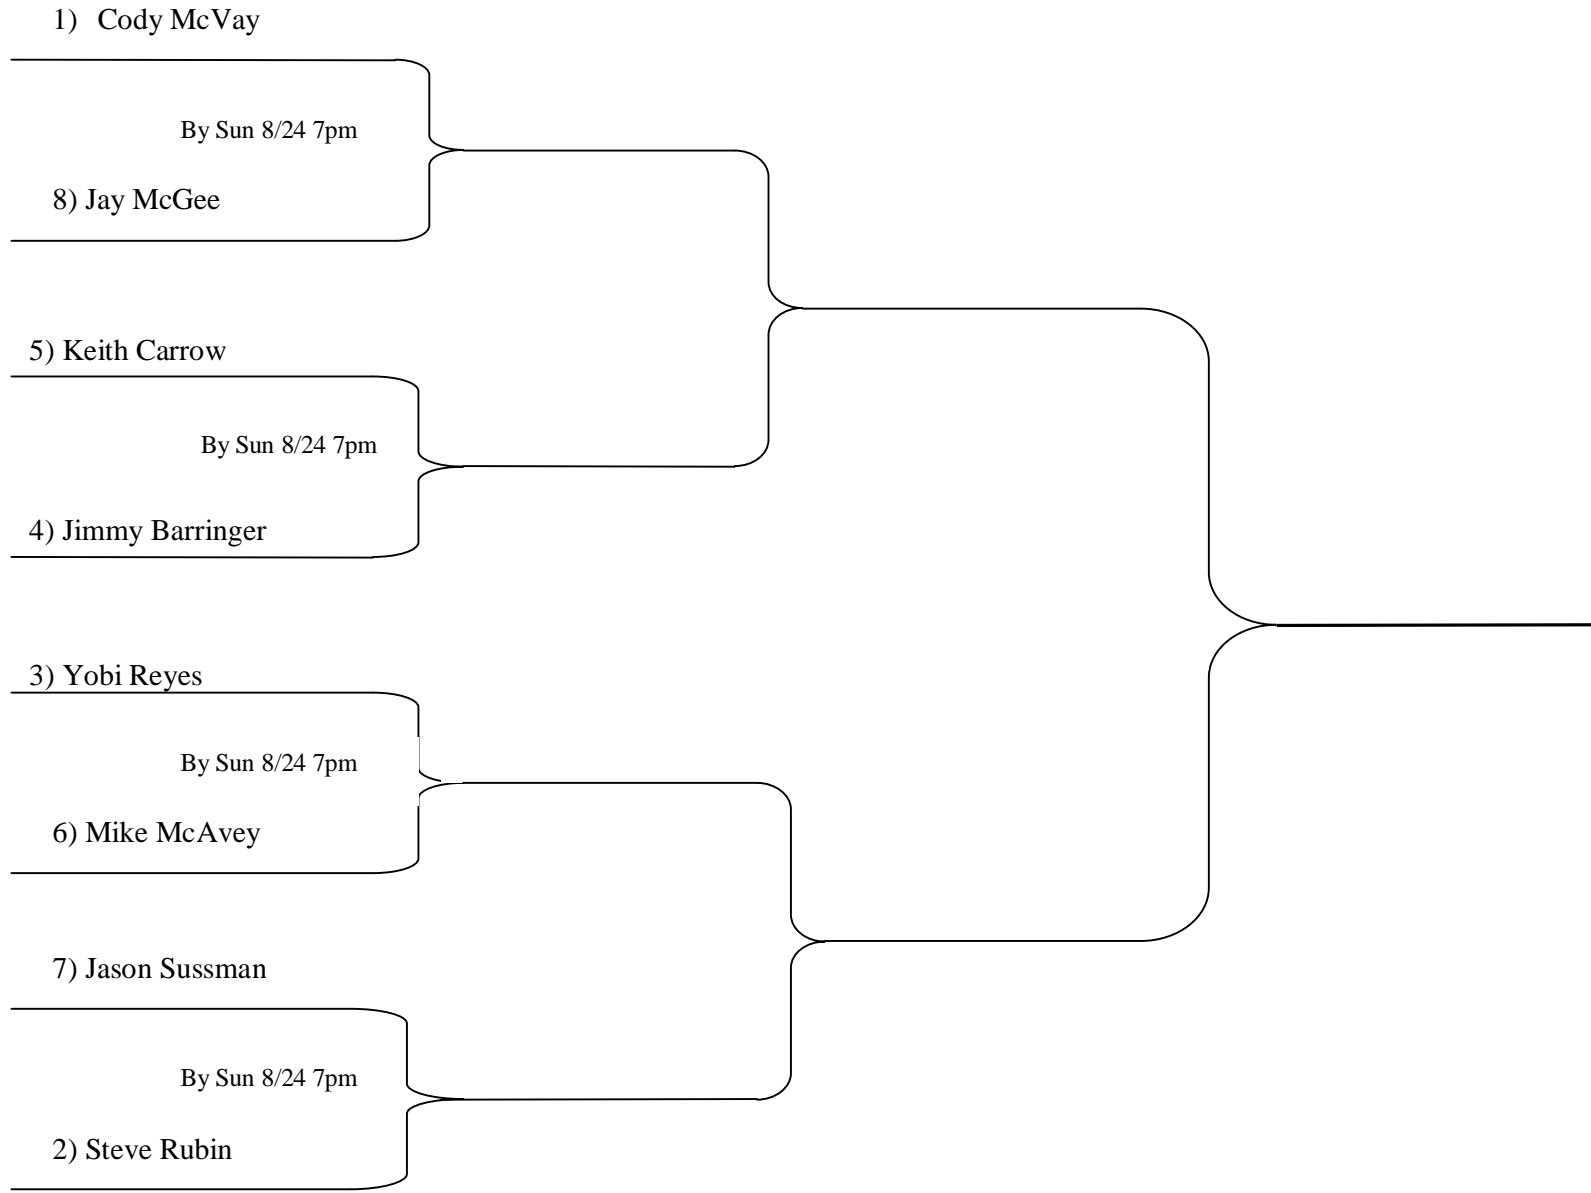 1) Cody McVay
By Sun 8/24 7pm
8) Jay McGee
5) Keith Carrow
By Sun 8/24 7pm
4) Jimmy Barringer
3) Yobi Reyes
By Sun 8/24 7pm
6) Mike McAvey
7) Jason Sussman
By Sun 8/24 7pm
2) Steve Rubin